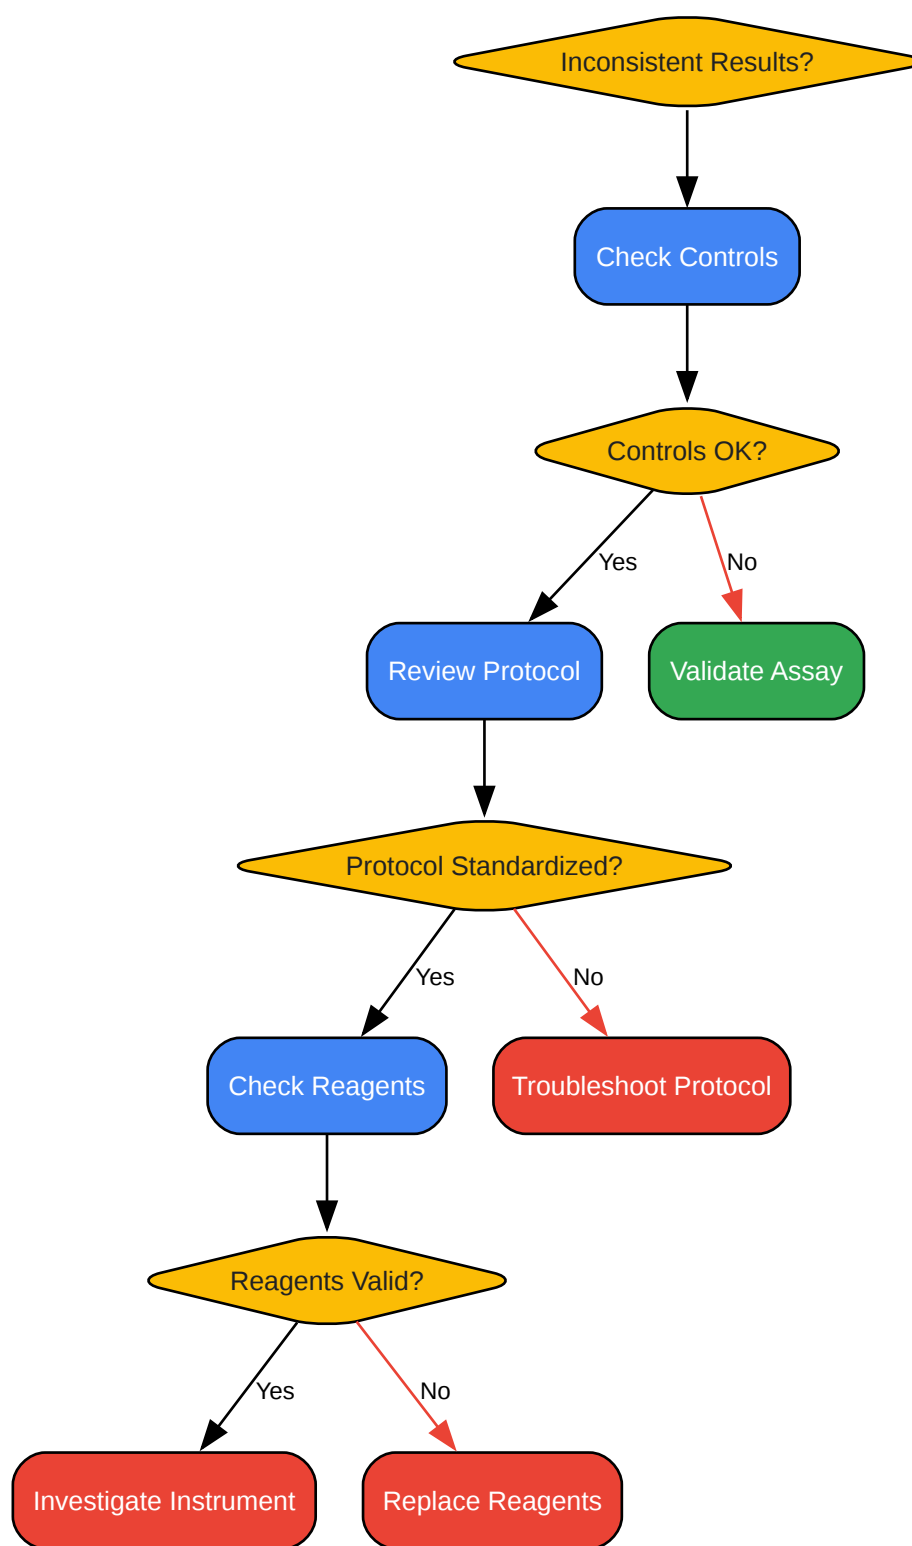 Inconsistent Results?
Check Controls
Controls OK?
Yes
No
Review Protocol
Validate Assay
Protocol Standardized?
Yes
No
Check Reagents
Troubleshoot Protocol
Reagents Valid?
Yes
No
Investigate Instrument
Replace Reagents